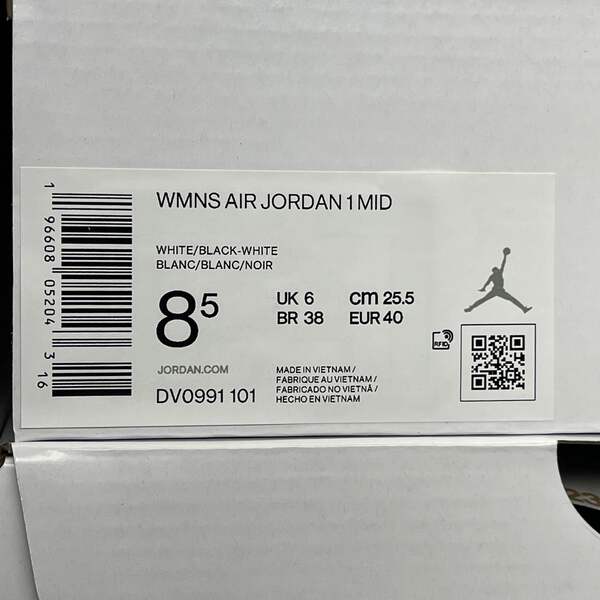 WMNS AIR JORDAN 1 MID
WHITE/BLACK-WHITE
BLANC/BLANC/NOIR
85
UK 6 cm 25.5
BR 38 EUR 40
RFID
JORDAN.COM
DV0991 101
MADE IN VIETNAM /
FABRIQUE AU VIETNAM /
FABRICADO NO VIETNÃ /
HECHO EN VIETNAM
1 96608 05204 3 16
23